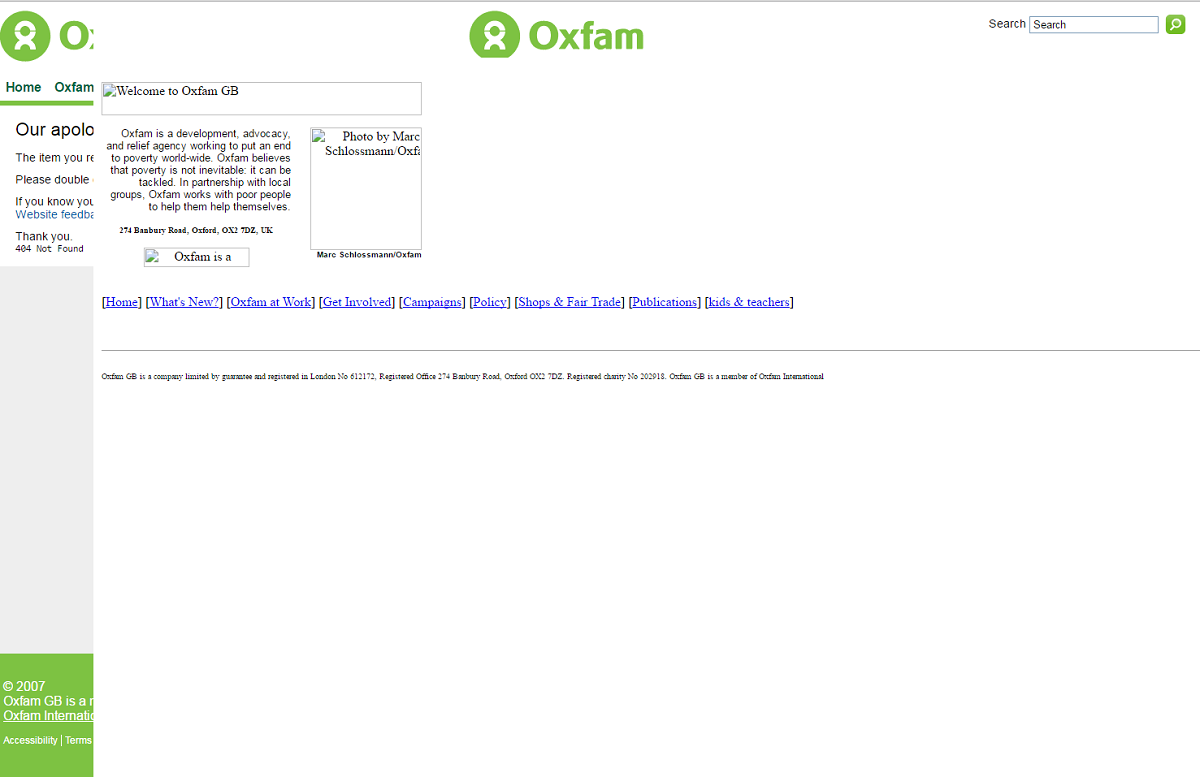 Oxfam
Search
Search
Home Oxfam
Our apolo
The item you re
Please double
If you know you
Website feedba
Thank you.
404 Not Found
© 2007
Oxfam GB is a
Oxfam Internatio
Accessibility | Terms
Welcome to Oxfam GB
Oxfam is a development, advocacy,
and relief agency working to put an end
to poverty world-wide. Oxfam believes
that poverty is not inevitable: it can be
tackled. In partnership with local
groups, Oxfam works with poor people
to help them help themselves.
274 Banbury Road, Oxford, OX2 7DZ, UK
Oxfam is a
Photo by Marc
Schlossmann/Oxfa
Marc Schlossmann/Oxfam
[Home] [What's New?] [Oxfam at Work] [Get Involved] [Campaigns] [Policy] [Shops & Fair Trade] [Publications] [kids & teachers]
Oxfam GB is a company limited by guarantee and registered in London No 612172, Registered Office 274 Banbury Road, Oxford OX2 7DZ. Registered charity No 202918. Oxfam GB is a member of Oxfam International